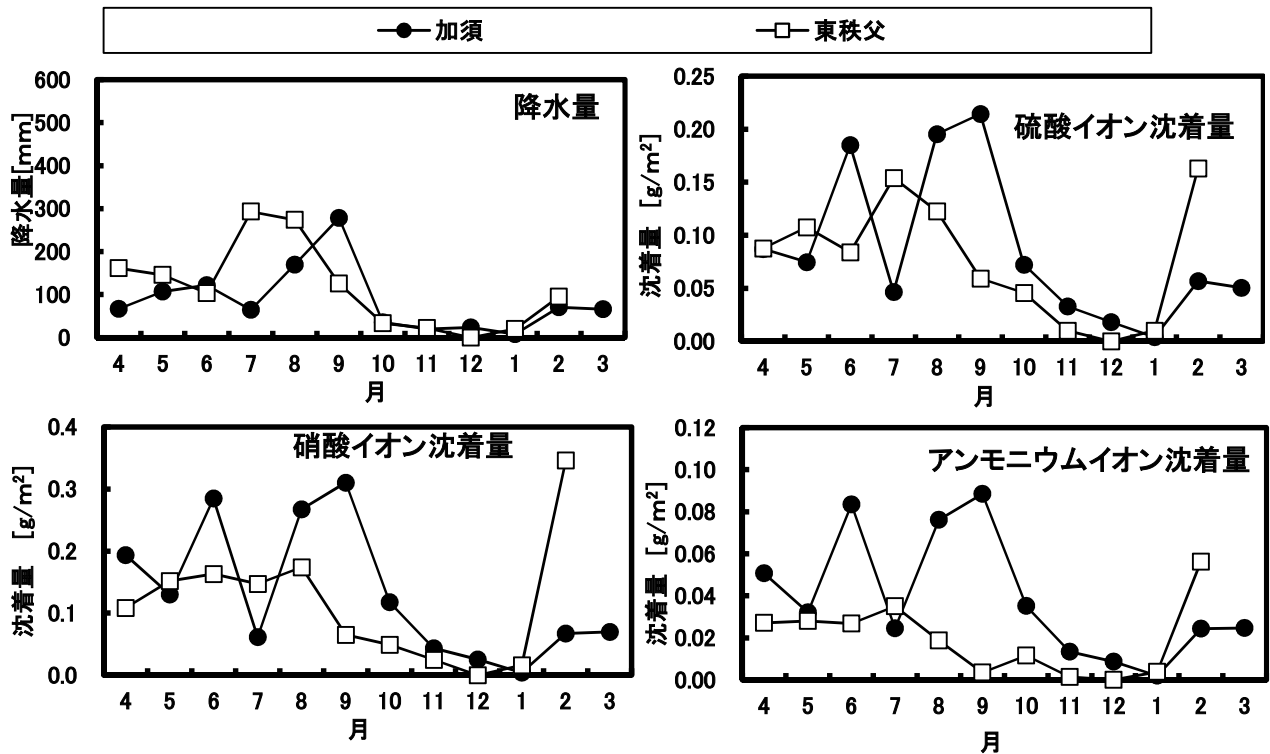 加須 東秩父
降水量
降水量[mm]
600
500
400
300
200
100
0
4 5 6 7 8 9 10 11 12 1 2 3
月
硫酸イオン沈着量
沈着量 [g/m²]
0.25
0.20
0.15
0.10
0.05
0.00
4 5 6 7 8 9 10 11 12 1 2 3
月
硝酸イオン沈着量
沈着量 [g/m²]
0.4
0.3
0.2
0.1
0.0
4 5 6 7 8 9 10 11 12 1 2 3
月
アンモニウムイオン沈着量
沈着量 [g/m²]
0.12
0.10
0.08
0.06
0.04
0.02
0.00
4 5 6 7 8 9 10 11 12 1 2 3
月